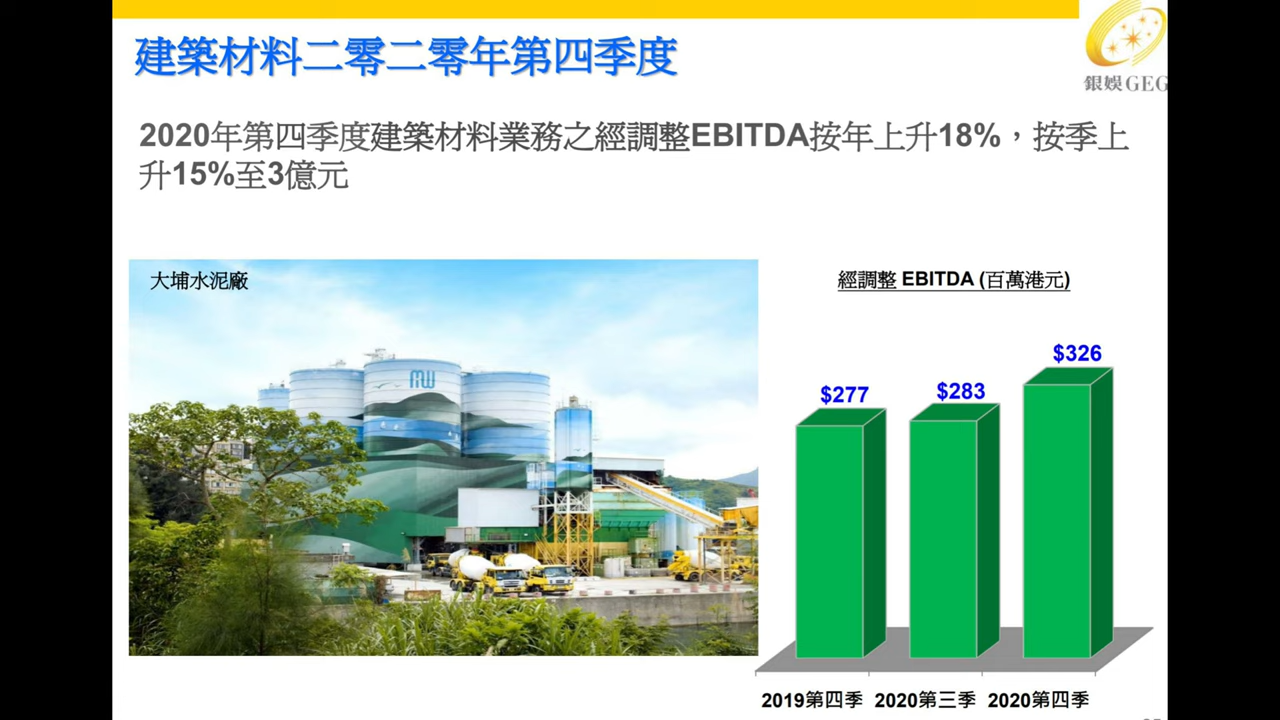 建築材料二零二零年第四季度
銀娛GEG
2020年第四季度建築材料業務之經調整EBITDA按年上升18%，按季上
升15%至3億元
大埔水泥廠
經調整 EBITDA (百萬港元)
$326
$277
$283
2019第四季 2020第三季 2020第四季